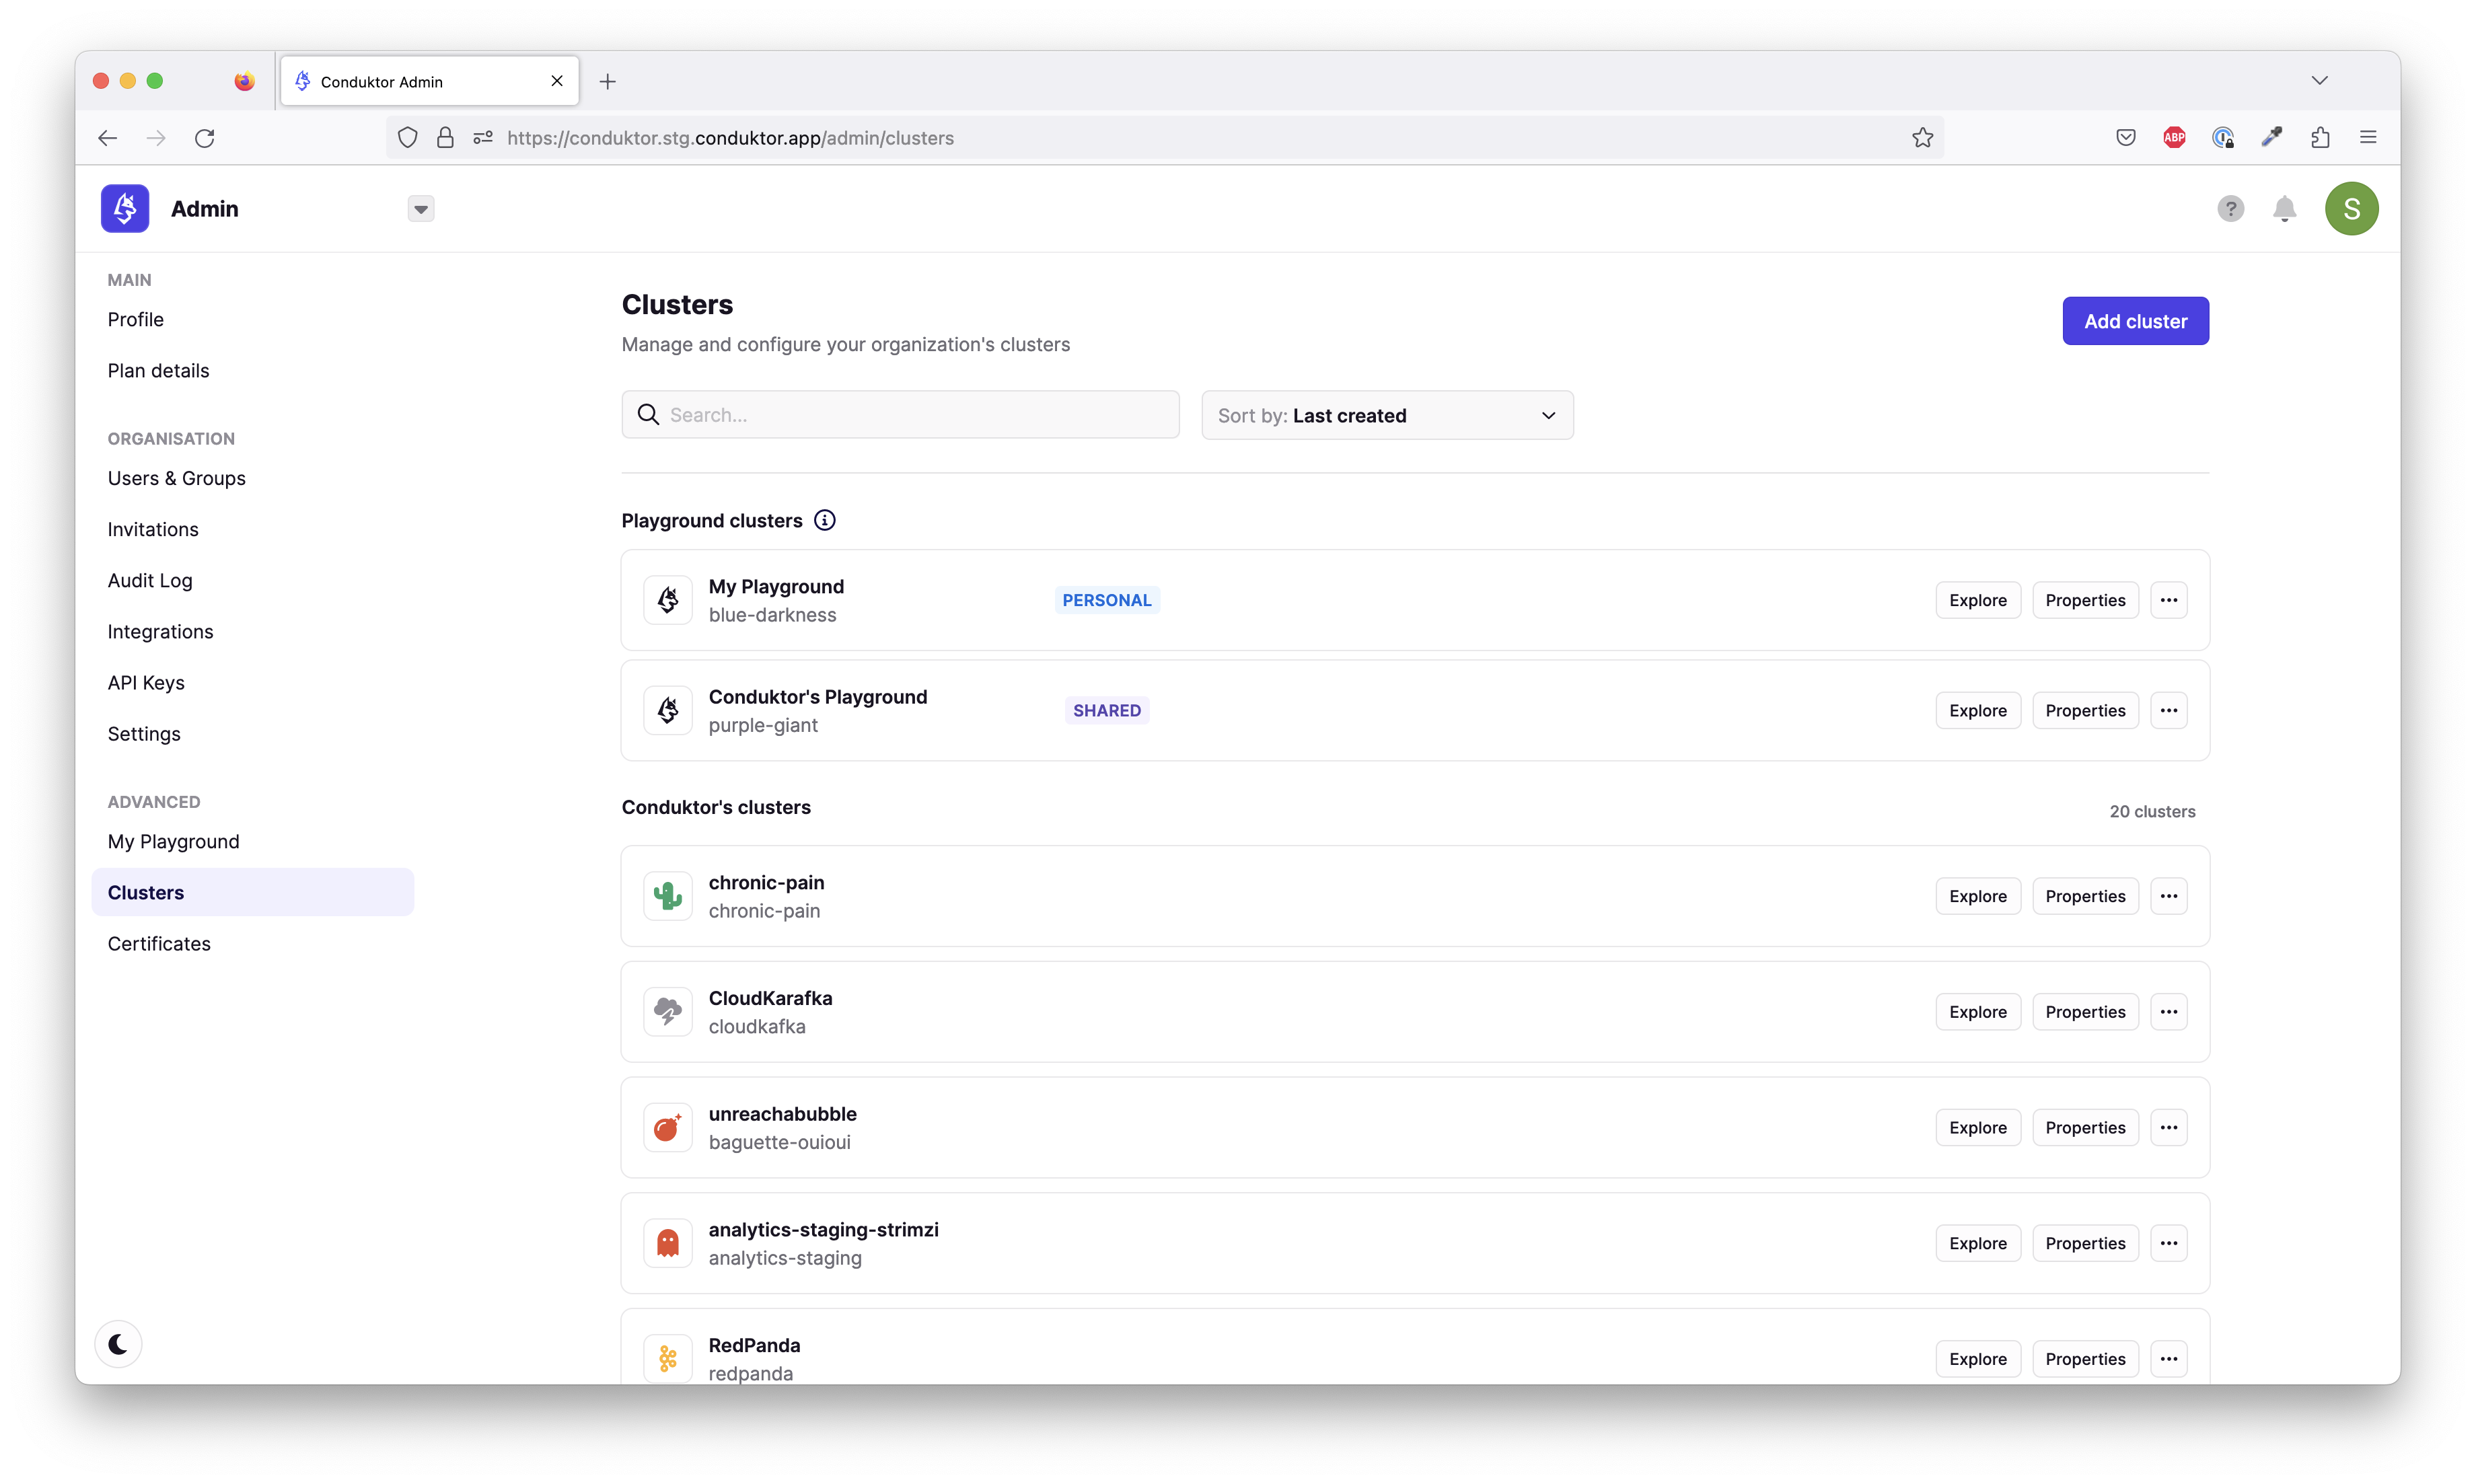 Conduktor Admin
https://conduktor.stg.conduktor.app/admin/clusters
ABP
Admin
?
S
MAIN
Profile
Plan details
ORGANISATION
Users & Groups
Invitations
Audit Log
Integrations
API Keys
Settings
ADVANCED
My Playground
Clusters
Certificates
Clusters
Manage and configure your organization's clusters
Add cluster
Search...
Sort by: Last created
Playground clusters
My Playground
blue-darkness
PERSONAL
Explore
Properties
Conduktor's Playground
purple-giant
SHARED
Explore
Properties
Conduktor's clusters
20 clusters
chronic-pain
chronic-pain
Explore
Properties
CloudKarafka
cloudkafka
Explore
Properties
unreachabubble
baguette-ouioui
Explore
Properties
analytics-staging-strimzi
analytics-staging
Explore
Properties
RedPanda
redpanda
Explore
Properties